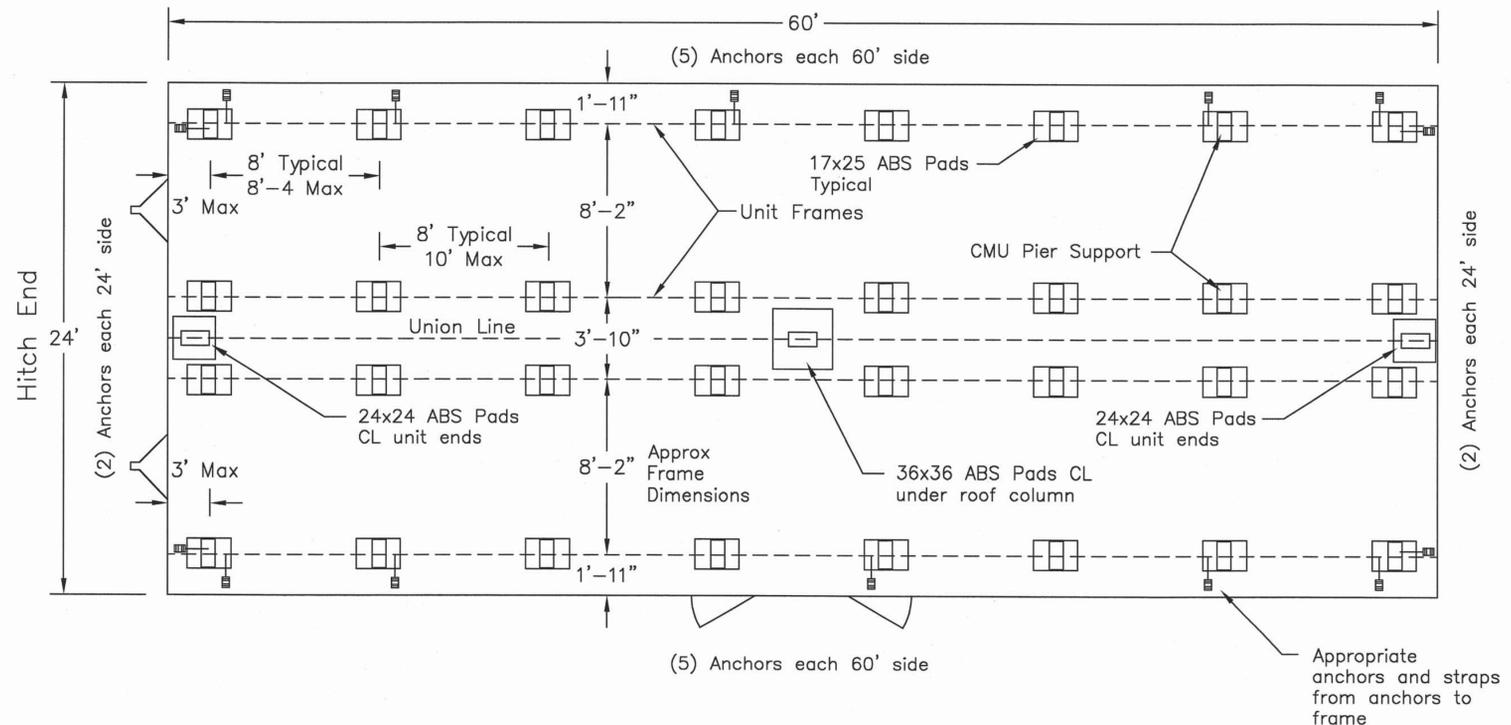 60'
(5) Anchors each 60' side
1'-11"
8' Typical
8'-4 Max
17x25 ABS Pads
Typical
3' Max
8'-2"
Unit Frames
8' Typical
10' Max
CMU Pier Support
(2) Anchors each 24' side
Hitch End
24'
Union Line
3'-10"
(2) Anchors each 24' side
24x24 ABS Pads
CL unit ends
24x24 ABS Pads
CL unit ends
3' Max
8'-2"
Approx
Frame
Dimensions
36x36 ABS Pads CL
under roof column
1'-11"
(5) Anchors each 60' side
Appropriate
anchors and straps
from anchors to
frame